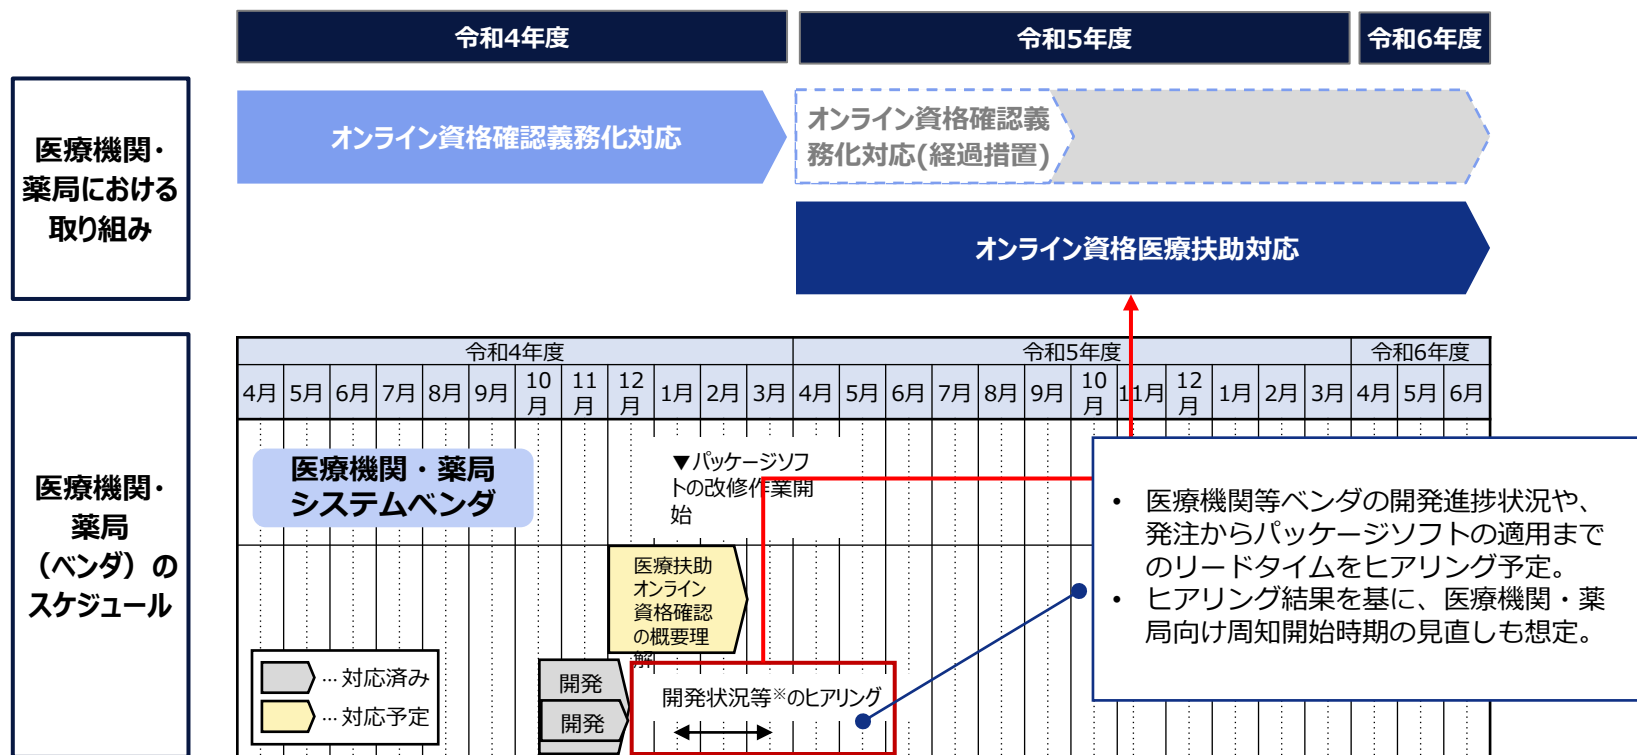 令和4年度
令和5年度
令和6年度
医療機関・
薬局における
取り組み
オンライン資格確認義務化対応
オンライン資格確認義
務化対応(経過措置)
オンライン資格医療扶助対応
医療機関・
薬局
（ベンダ）の
スケジュール
令和4年度
令和5年度
令和6年度
4月
5月
6月
7月
8月
9月
10
月
11
月
12
月
1月
2月
3月
4月
5月
6月
7月
8月
9月
10
月
11月
12
月
1月
2月
3月
4月
5月
6月
医療機関・薬局
システムベンダ
▼パッケージソフ
トの改修作業開
始
医療扶助
オンライン
資格確認
の概要理
解
• 医療機関等ベンダの開発進捗状況や、
発注からパッケージソフトの適用まで
のリードタイムをヒアリング予定。
• ヒアリング結果を基に、医療機関・薬
局向け周知開始時期の見直しも想定。
… 対応済み
… 対応予定
開発
開発
開発状況等※のヒアリング